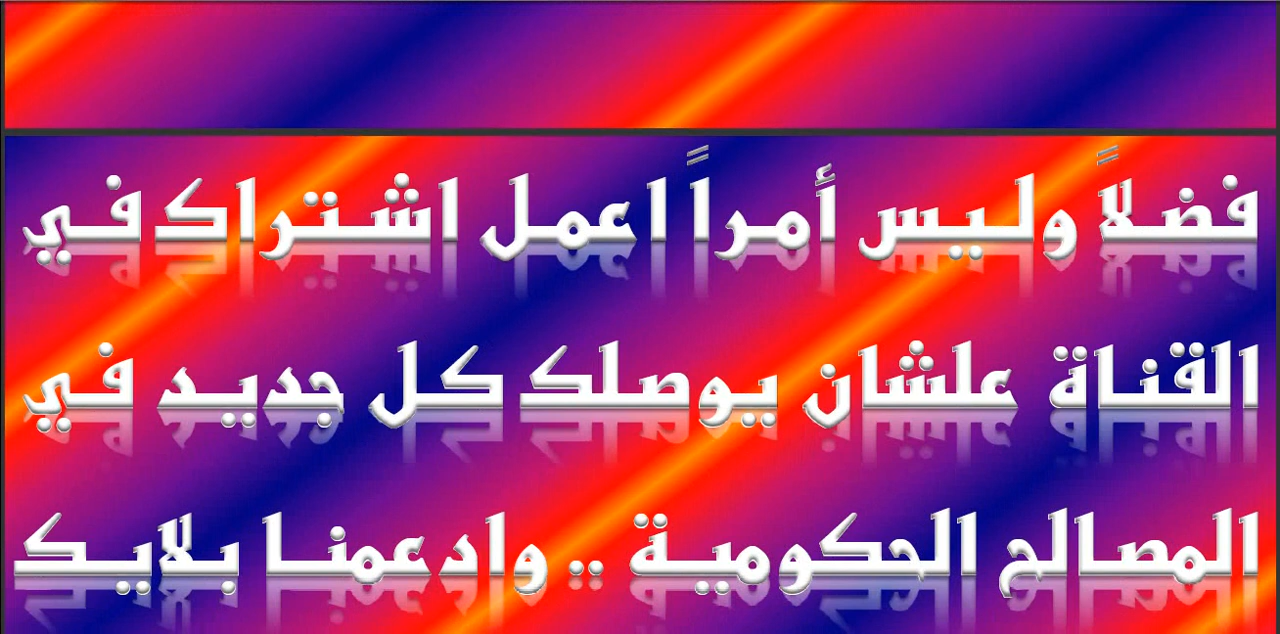 فضلاً وليس أمراً اعمل اشتراك في
القناة علشان يوصلك كل جديد في
المصالح الحكومية .. وادعمنا بلايك